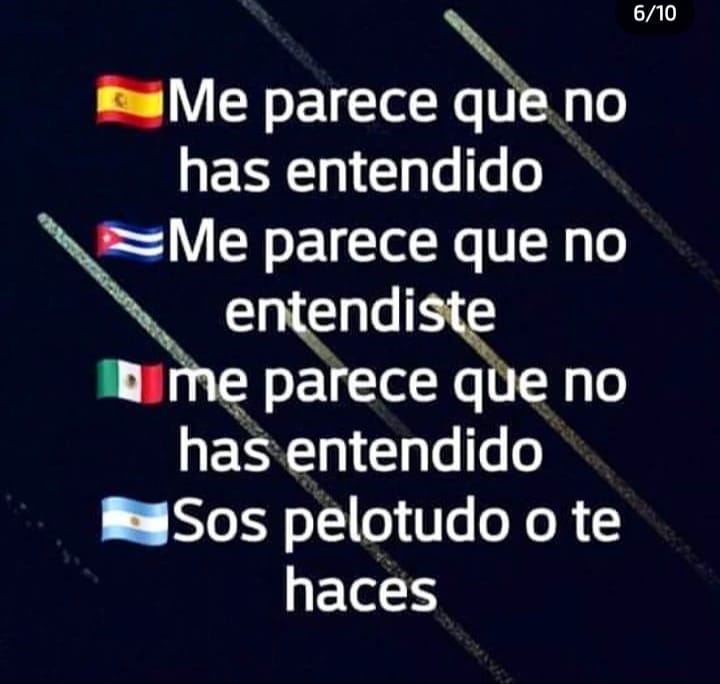 6/10
🇪🇸Me parece que no
has entendido
🇨🇺Me parece que no
entendiste
🇲🇽me parece que no
has entendido
🇦🇷Sos pelotudo o te
haces